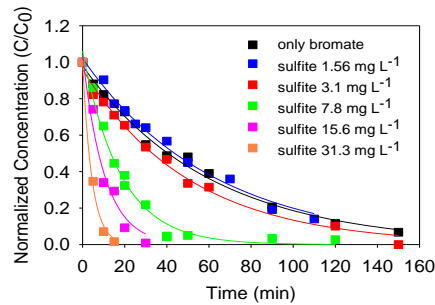 Normalized Concentration (C/C0)
1.2
1.0
0.8
0.6
0.4
0.2
0.0
only bromate
sulfite 1.56 mg L-1
sulfite 3.1 mg L-1
sulfite 7.8 mg L-1
sulfite 15.6 mg L-1
sulfite 31.3 mg L-1
0 20 40 60 80 100 120 140 160
Time (min)